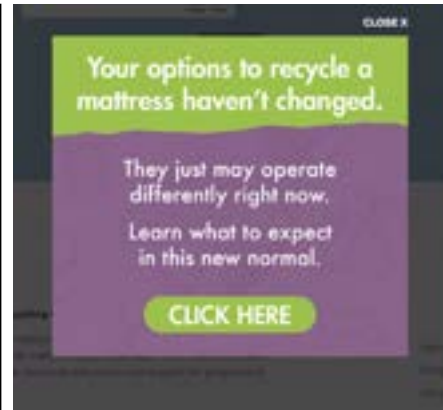 CLOSE X
Your options to recycle a
mattress haven't changed.
They just may operate
differently right now.
Learn what to expect
in this new normal.
CLICK HERE